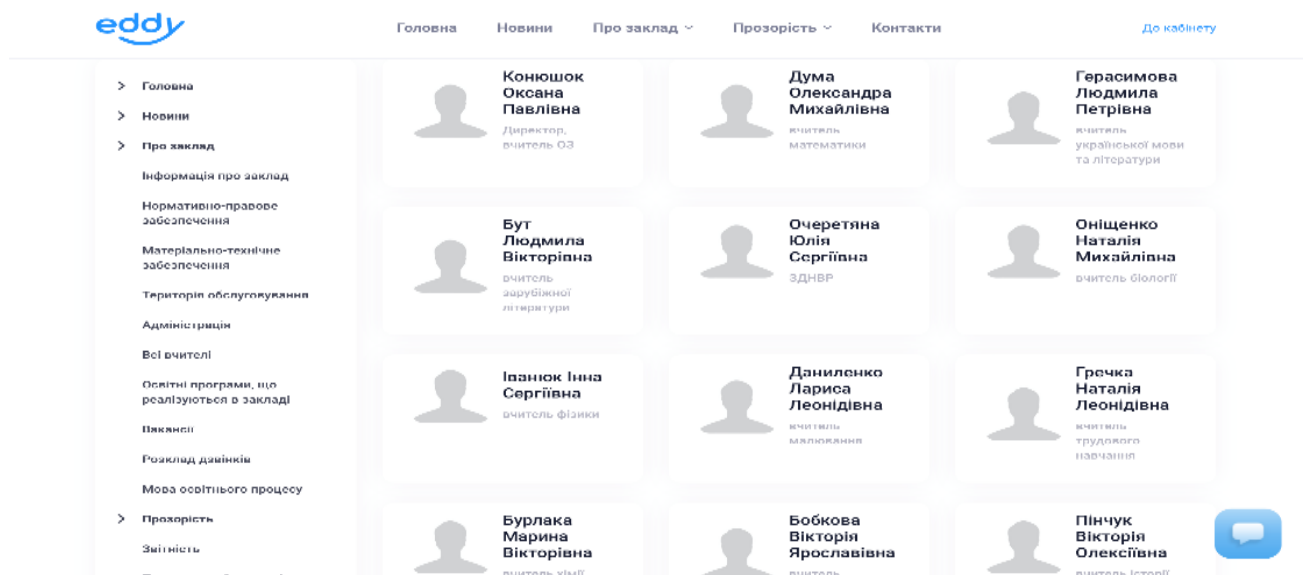 eddy
Головна
Новини
Про заклад
Прозорість
Контакти
До кабінету
Головна
Новини
Про заклад
Інформація про заклад
Нормативно-правове
забезпечення
Матеріально-технічне
забезпечення
Територія обслуговування
Адміністрація
Всі вчителі
Освітні програми, що
реалізуються в закладі
Вакансії
Розклад дзвінків
Мова освітнього процесу
Прозорість
Звітність
Конюшок
Оксана
Павлівна
Директор,
вчитель ОЗ
Дума
Олександра
Михайлівна
вчитель
математики
Герасимова
Людмила
Петрівна
вчитель
української мови
та літератури
Бут
Людмила
Вікторівна
вчитель
зарубіжної
літератури
Очеретяна
Юлія
Сергіївна
ЗДНВР
Оніщенко
Наталія
Михайлівна
вчитель біології
Іванюк Інна
Сергіївна
вчитель фізики
Даниленко
Лариса
Леонідівна
вчитель
малювання
Гречка
Наталія
Леонідівна
вчитель
трудового
навчання
Бурлака
Марина
Вікторівна
вчитель хімії
Бобкова
Вікторія
Ярославівна
вчитель
Пінчук
Вікторія
Олексіївна
вчитель історії